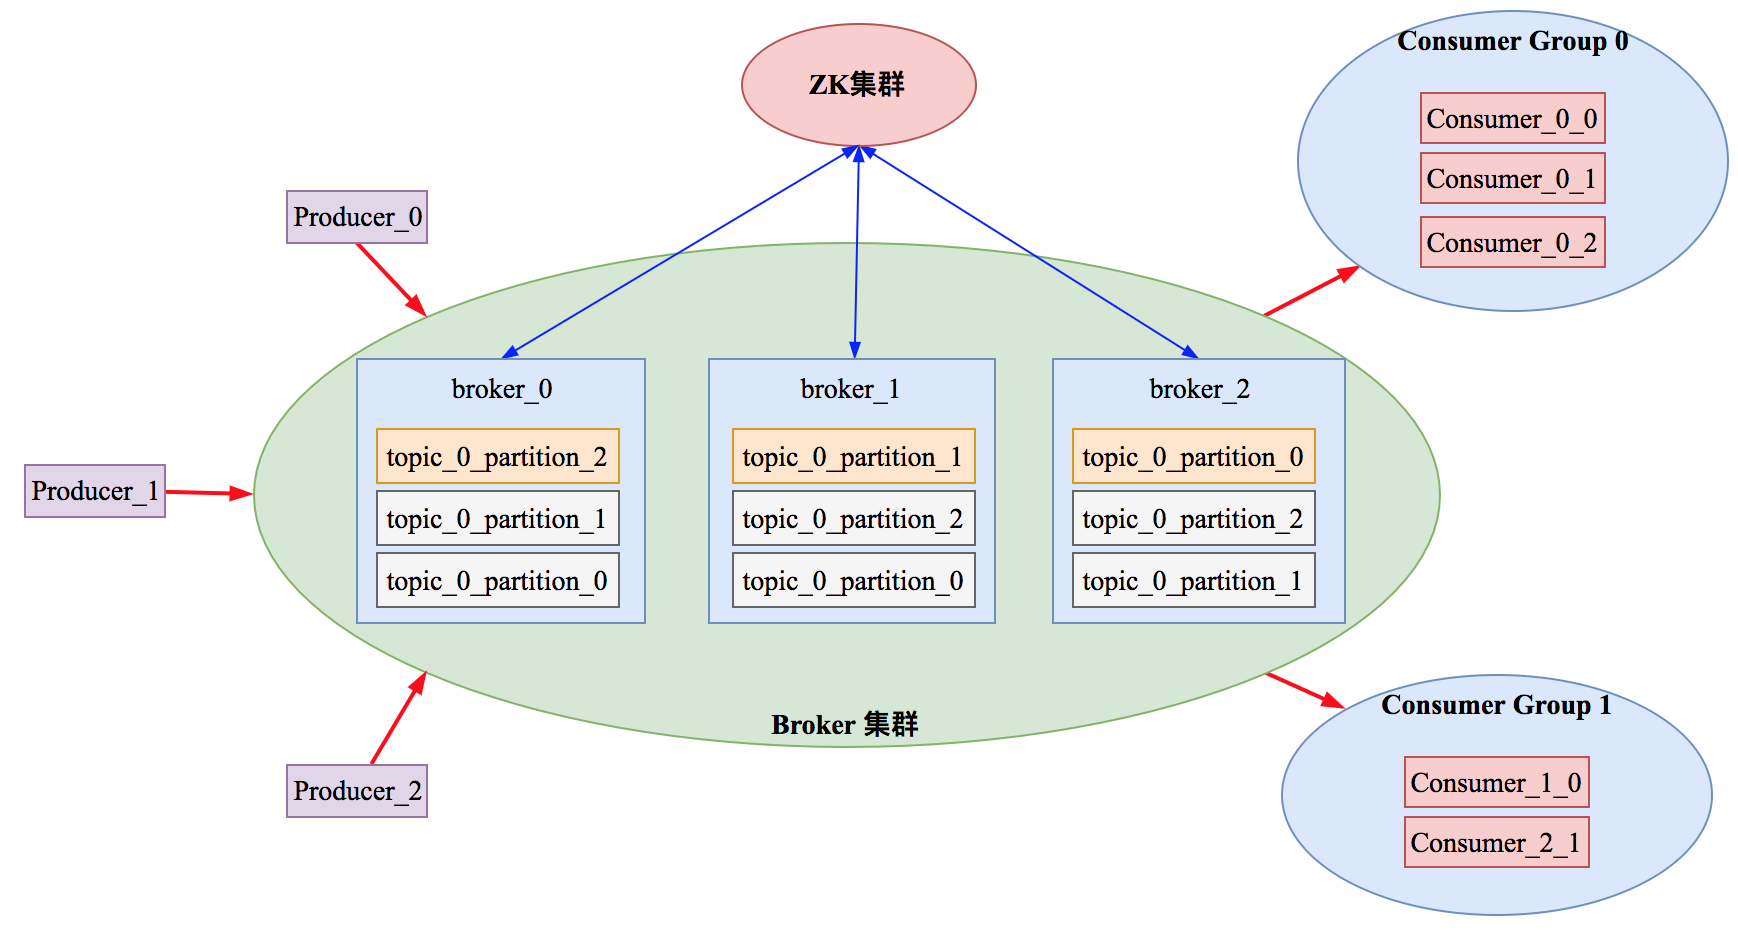 ZK集群
Consumer Group 0
Consumer_0_0
Consumer_0_1
Consumer_0_2
Producer_0
Producer_1
Producer_2
broker_0
topic_0_partition_2
topic_0_partition_1
topic_0_partition_0
broker_1
topic_0_partition_1
topic_0_partition_2
topic_0_partition_0
broker_2
topic_0_partition_0
topic_0_partition_2
topic_0_partition_1
Broker 集群
Consumer Group 1
Consumer_1_0
Consumer_2_1